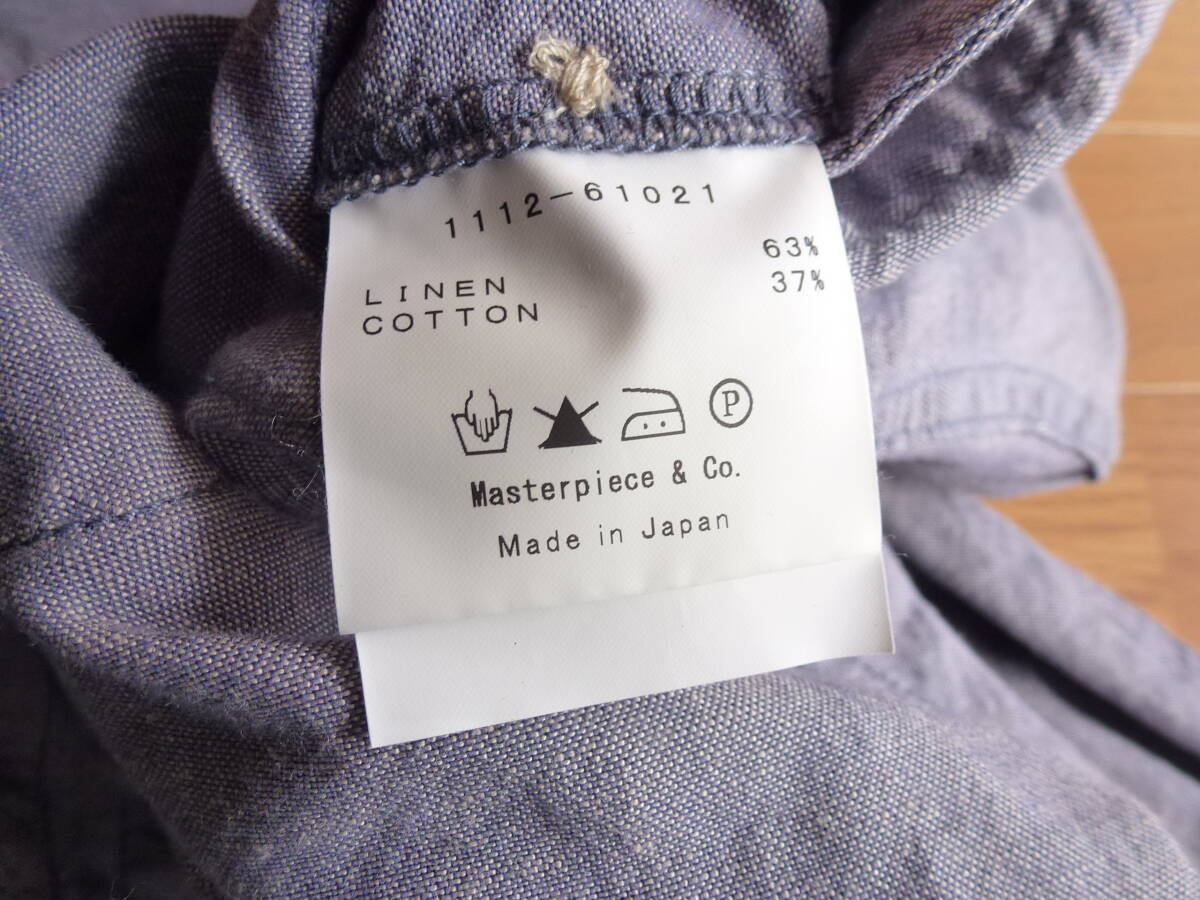 1112-61021
LINEN 63%
COTTON 37%
P
Masterpiece & Co.
Made in Japan